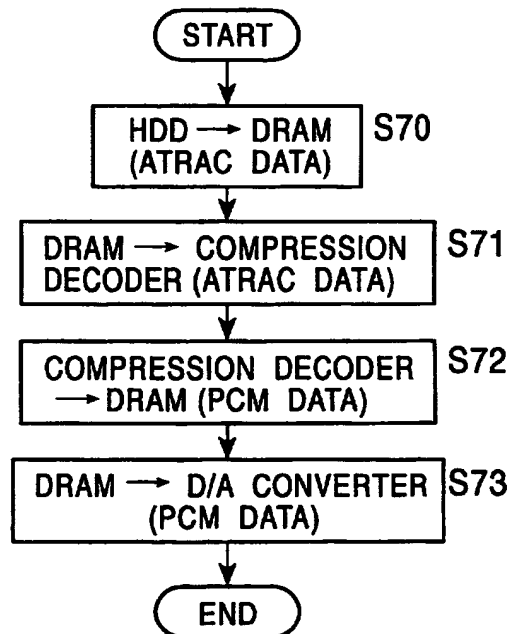 START
HDD → DRAM
(ATRAC DATA)
S70
DRAM → COMPRESSION
DECODER (ATRAC DATA)
S71
COMPRESSION DECODER
→ DRAM (PCM DATA)
S72
DRAM → D/A CONVERTER
(PCM DATA)
S73
END